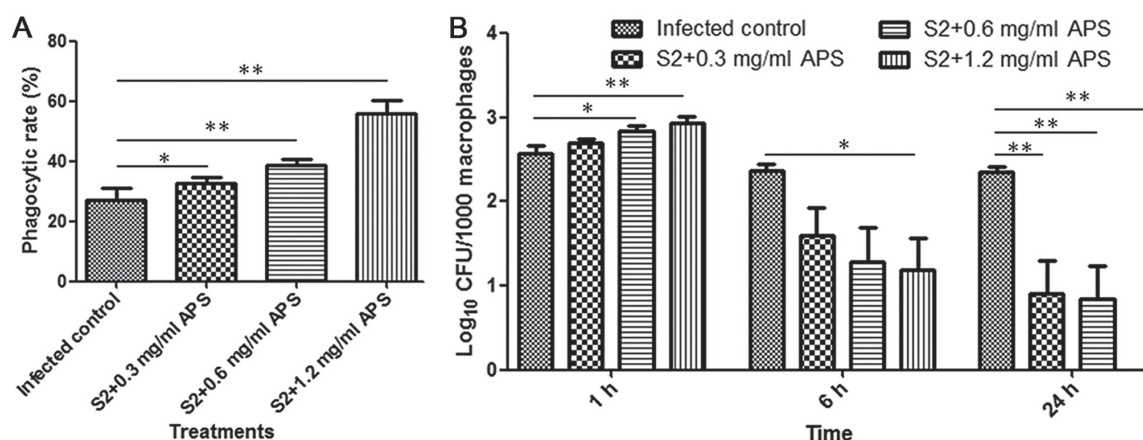 A
Phagocytic rate (%)
80
60
40
20
0
**
**
*
Infected control
S2+0.3 mg/ml APS
S2+0.6 mg/ml APS
S2+1.2 mg/ml APS
Treatments
B
Infected control
S2+0.3 mg/ml APS
S2+0.6 mg/ml APS
S2+1.2 mg/ml APS
Log10 CFU/1000 macrophages
4
3
2
1
0
**
*
*
**
**
**
1 h
6 h
24 h
Time